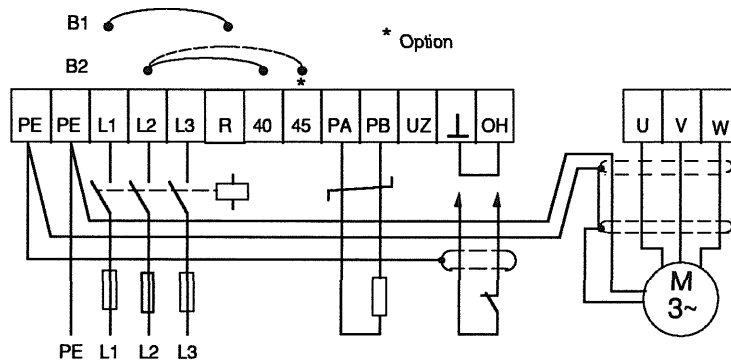 B1
* Option
B2
*
PE PE L1 L2 L3 R 40 45 PA PB UZ ⊥ OH U V W
M
3~
PE L1 L2 L3